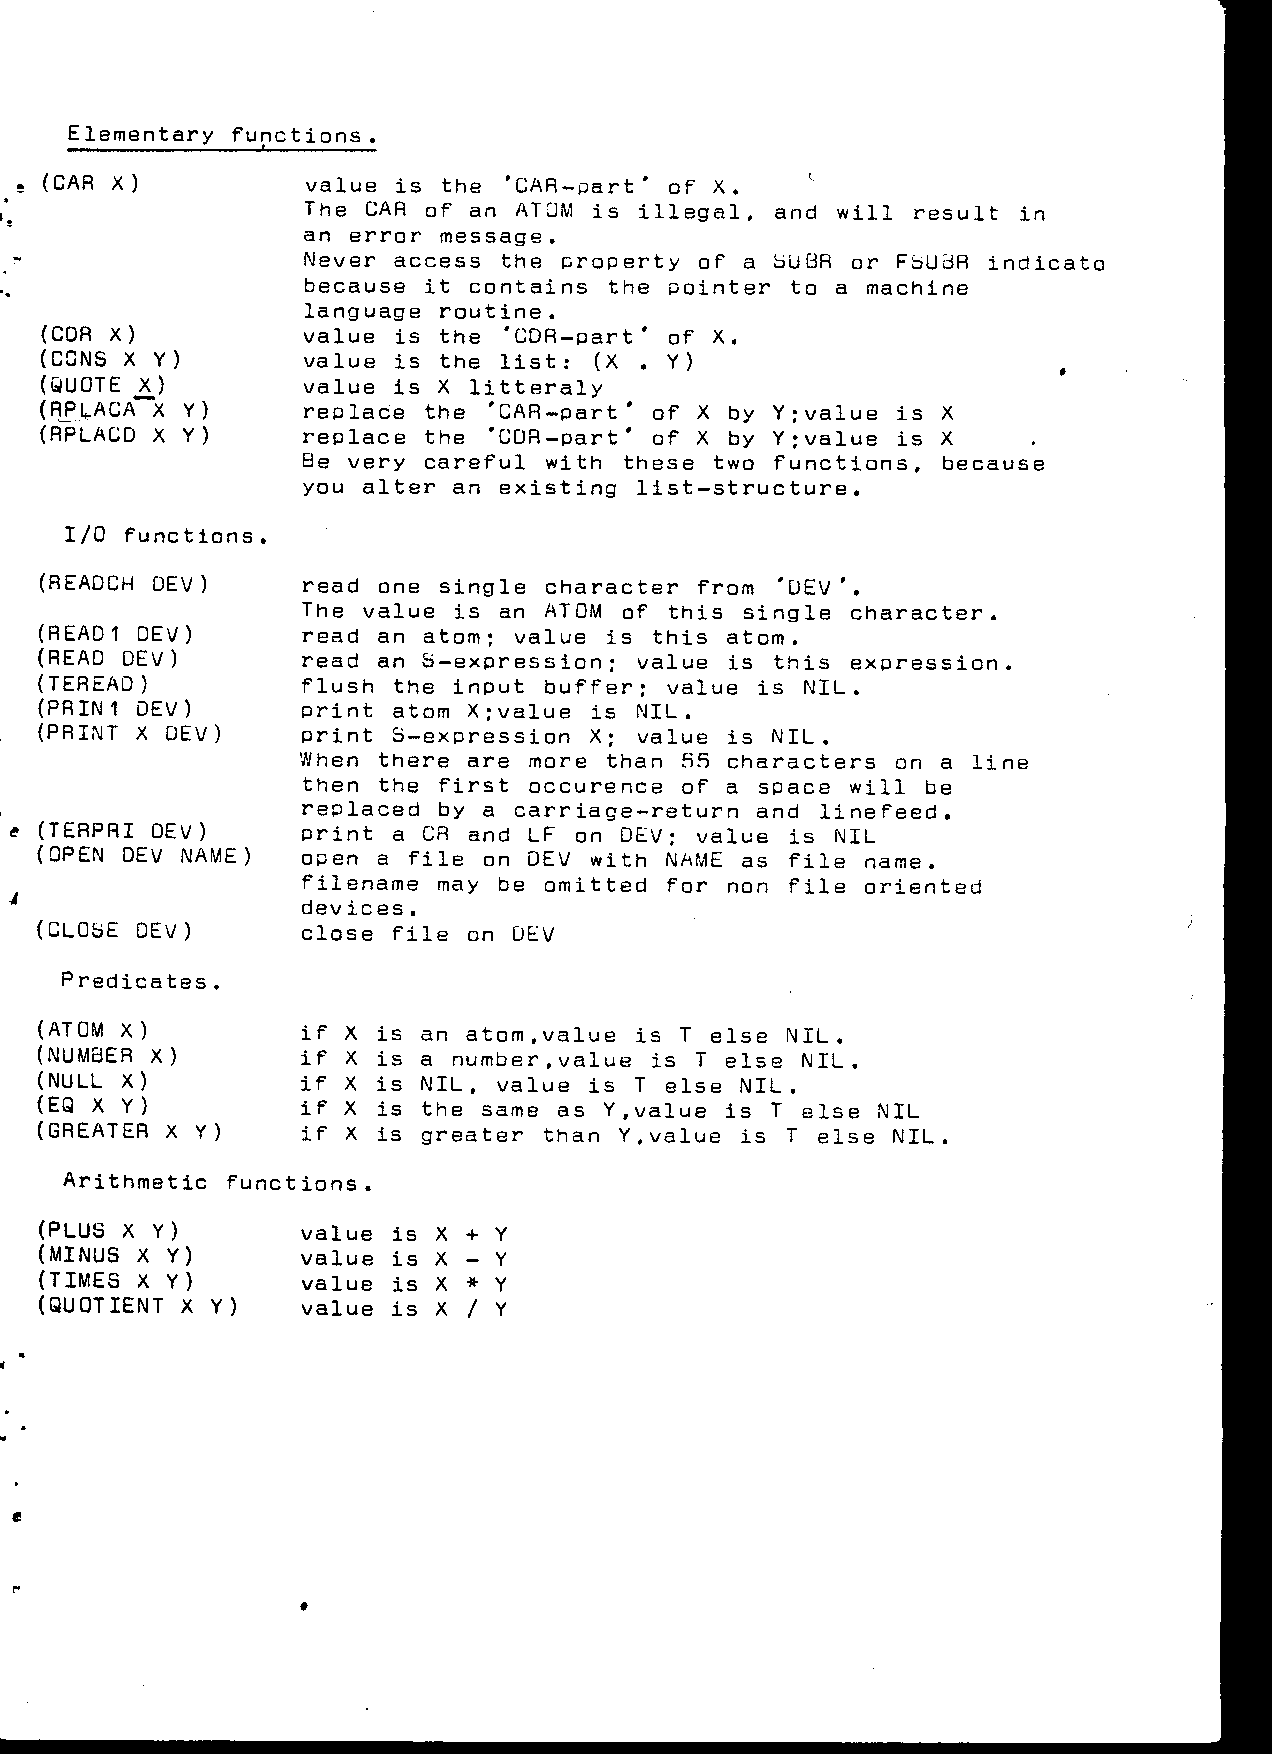 Elementary functions.
(CAR X) value is the 'CAR-part' of X.
The CAR of an ATOM is illegal, and will result in
an error message.
Never access the property of a SUBR or FSUBR indicato
because it contains the pointer to a machine
language routine.
(CDR X) value is the 'CDR-part' of X.
(CONS X Y) value is the list: (X . Y)
(QUOTE X) value is X litteraly
(RPLACA X Y) replace the 'CAR-part' of X by Y;value is X
(RPLACD X Y) replace the 'CDR-part' of X by Y;value is X
Be very careful with these two functions, because
you alter an existing list-structure.
I/O functions.
(READCH DEV) read one single character from 'DEV'.
The value is an ATOM of this single character.
(READ1 DEV) read an atom; value is this atom.
(READ DEV) read an S-expression; value is this expression.
(TEREAD) flush the input buffer; value is NIL.
(PRIN1 DEV) print atom X;value is NIL.
(PRINT X DEV) print S-expression X; value is NIL.
When there are more than 55 characters on a line
then the first occurence of a space will be
replaced by a carriage-return and linefeed.
(TERPRI DEV) print a CR and LF on DEV; value is NIL
(OPEN DEV NAME) open a file on DEV with NAME as file name.
filename may be omitted for non file oriented
devices.
(CLOSE DEV) close file on DEV
Predicates.
(ATOM X) if X is an atom,value is T else NIL.
(NUMBER X) if X is a number,value is T else NIL.
(NULL X) if X is NIL, value is T else NIL.
(EQ X Y) if X is the same as Y,value is T else NIL
(GREATER X Y) if X is greater than Y,value is T else NIL.
Arithmetic functions.
(PLUS X Y) value is X + Y
(MINUS X Y) value is X - Y
(TIMES X Y) value is X * Y
(QUOTIENT X Y) value is X / Y